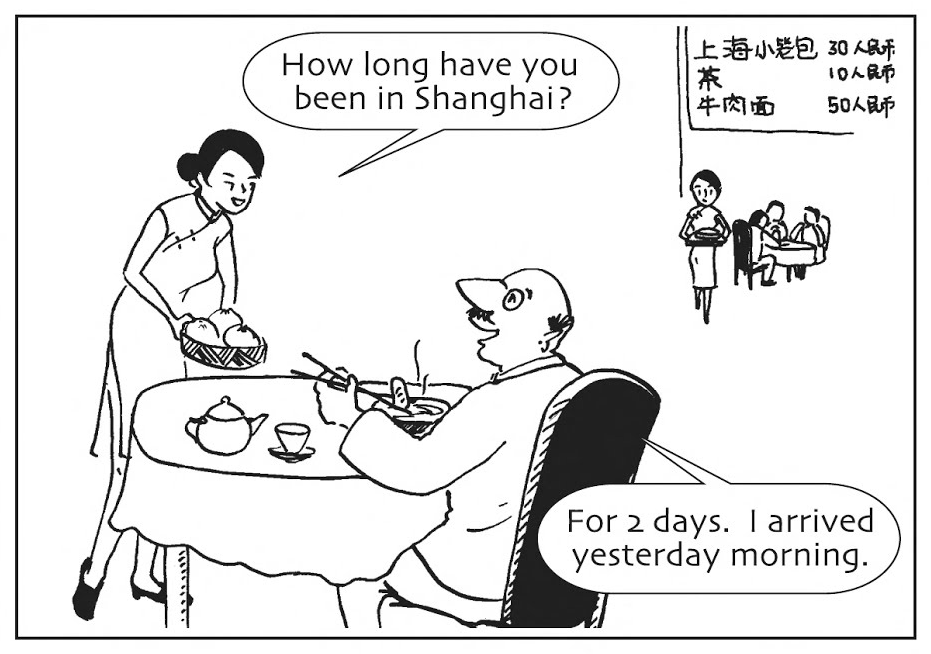 How long have you
been in Shanghai?
上海小笼包 30人民币
茶 10人民币
牛肉面 50人民币
For 2 days. I arrived
yesterday morning.